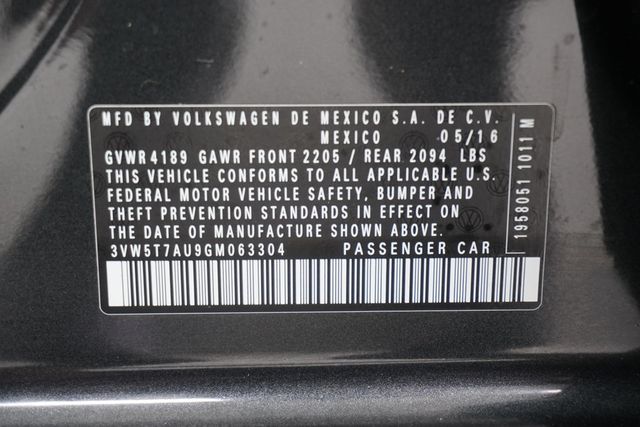 MFD BY VOLKSWAGEN DE MEXICO S.A. DE C.V.
MEXICO 05/16
GVWR 4189 GAWR FRONT 2205 / REAR 2094 LBS
THIS VEHICLE CONFORMS TO ALL APPLICABLE U.S.
FEDERAL MOTOR VEHICLE SAFETY, BUMPER AND
THEFT PREVENTION STANDARDS IN EFFECT ON
THE DATE OF MANUFACTURE SHOWN ABOVE.
3VW5T7AU9GM063304 PASSENGER CAR
1958051 1011 M